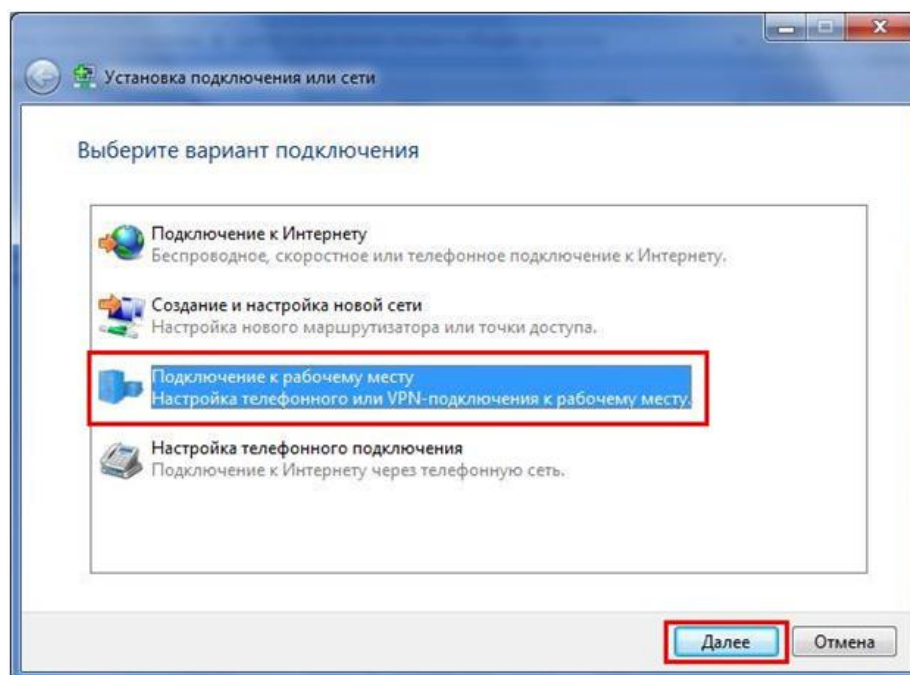 Установка подключения или сети
Выберите вариант подключения
Подключение к Интернету
Беспроводное, скоростное или телефонное подключение к Интернету.
Создание и настройка новой сети
Настройка нового маршрутизатора или точки доступа.
Подключение к рабочему месту
Настройка телефонного или VPN-подключения к рабочему месту.
Настройка телефонного подключения
Подключение к Интернету через телефонную сеть.
Далее
Отмена